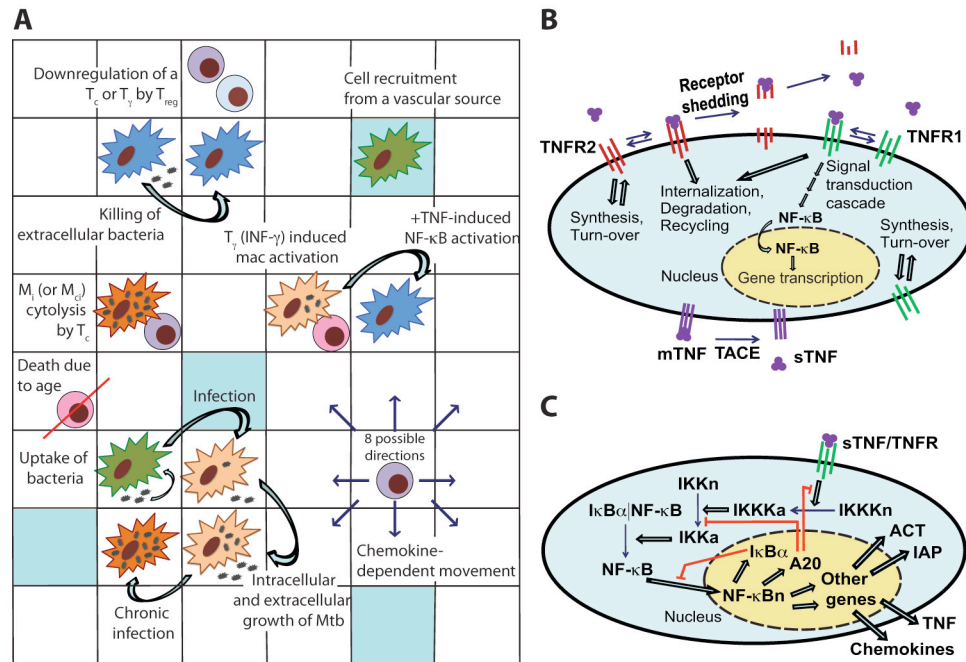 A
Downregulation of a
Tc or Tγ by Treg
Cell recruitment
from a vascular source
Killing of
extracellular bacteria
Tγ (INF-γ) induced
mac activation
+TNF-induced
NF-κB activation
Mi (or Mci)
cytolysis
by Tc
Death due
to age
Infection
Uptake of
bacteria
8 possible
directions
Chronic
infection
Intracellular
and extracellular
growth of Mtb
Chemokine-
dependent movement
B
Receptor
shedding
TNFR2
TNFR1
Synthesis,
Turn-over
Internalization,
Degradation,
Recycling
Signal
transduction
cascade
NF-κB
NF-κB
Gene transcription
Nucleus
Synthesis,
Turn-over
mTNF
TACE
sTNF
C
sTNF/TNFR
IKKn
IκBα|NF-κB
IKKKa
IKKKn
IKKa
NF-κB
IκBα
A20
NF-κBn
Other
genes
Nucleus
ACT
IAP
TNF
Chemokines